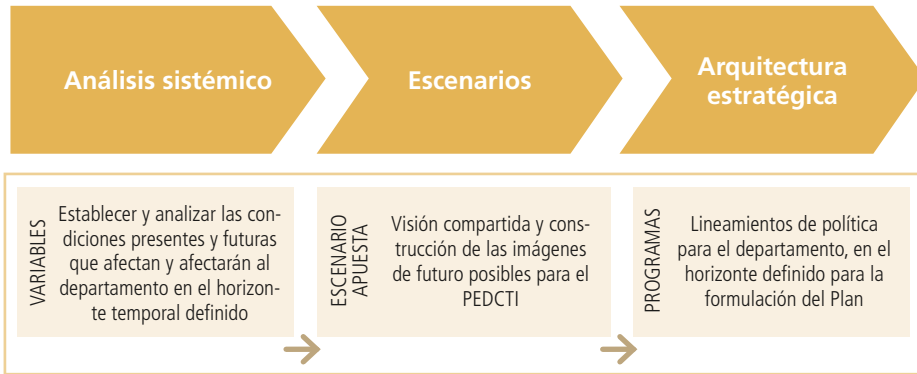 Análisis sistémico
Escenarios
Arquitectura
estratégica
VARIABLES
Establecer y analizar las con-
diciones presentes y futuras
que afectan y afectarán al
departamento en el horizon-
te temporal definido
ESCENARIO
APUESTA
Visión compartida y cons-
trucción de las imágenes
de futuro posibles para el
PEDCTI
PROGRAMAS
Lineamientos de política
para el departamento, en el
horizonte definido para la
formulación del Plan